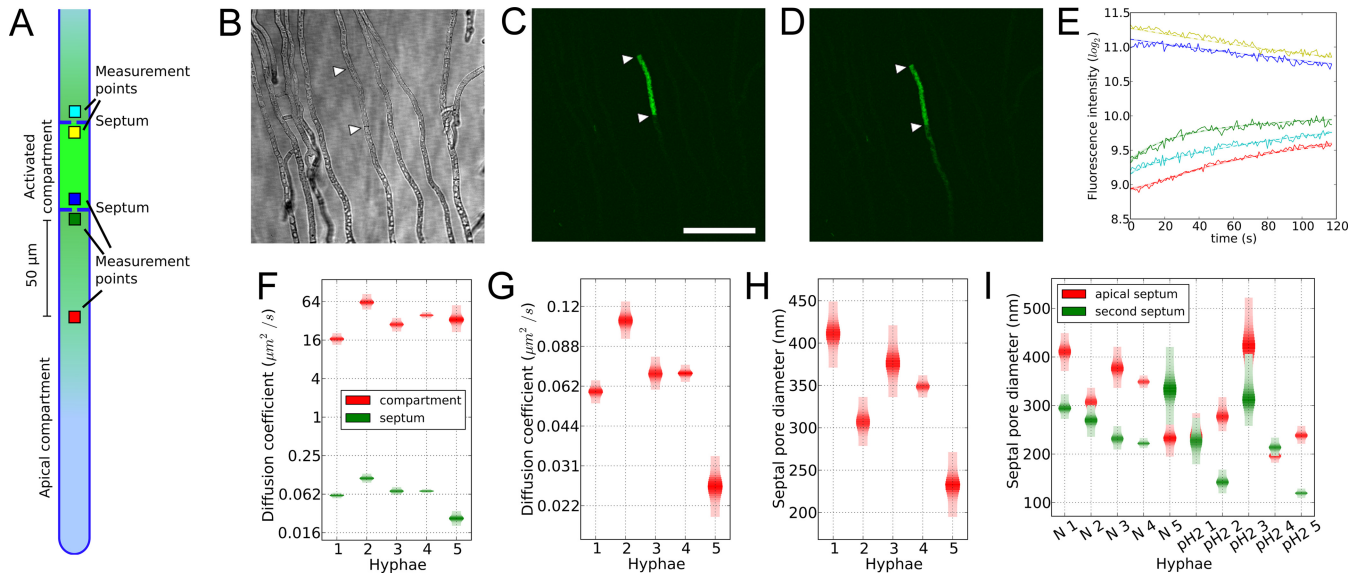 A
Measurement
points
Septum
Activated
compartment
Septum
50 µm
Measurement
points
Apical compartment
B
C
D
E
Fluorescence intensity (log2)
11.5
11.0
10.5
10.0
9.5
9.0
8.5
0 20 40 60 80 100 120
time (s)
F
Diffusion coefficient (µm² /s)
64
16
4
1
0.25
0.062
0.016
compartment
septum
1 2 3 4 5
Hyphae
G
Diffusion coefficient (µm² /s)
0.12
0.088
0.062
0.044
0.031
0.022
1 2 3 4 5
Hyphae
H
Septal pore diameter (nm)
450
400
350
300
250
200
1 2 3 4 5
Hyphae
I
Septal pore diameter (nm)
500
400
300
200
100
apical septum
second septum
N 1 N 2 N 3 N 4 N 5 pH2 1 pH2 2 pH2 3 pH2 4 pH2 5
Hyphae